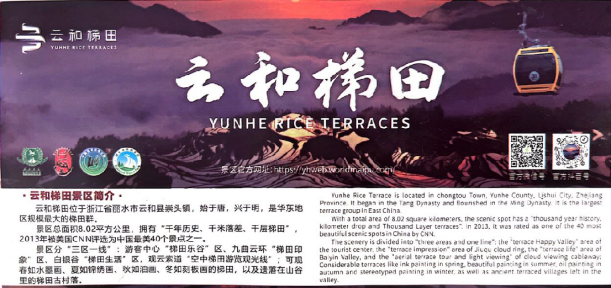 云和梯田
YUNHE RICE TERRACES
云和梯田
YUNHE RICE TERRACES
景区官方网址:https://yhweb.worldmaipu.com/
官方微信号
官方抖音号
·云和梯田景区简介·
云和梯田位于浙江省丽水市云和县崇头镇，始于唐，兴于明，是华东地
区规模最大的梯田群。
景区总面积8.02平方公里，拥有“千年历史、千米落差、千层梯田”，
2013年被美国CNN评选为中国最美40个景点之一。
景区分“三区一线”：游客中心“梯田乐谷”区、九曲云环“梯田印
象”区、白银谷“梯田生活”区，观云索道“空中梯田游览观光线”；可观
春如水墨画、夏如锦绣画、秋如油画、冬如刻板画的梯田，以及遗落在山谷
里的梯田古村落。
Yunhe Rice Terrace is located in chongtou Town, Yunhe County, Lishui City, Zhejiang
Province. It began in the Tang Dynasty and flourished in the Ming Dynasty. It is the largest
terrace group in East China.
With a total area of 8.02 square kilometers, the scenic spot has a "thousand year history,
kilometer drop and Thousand Layer terraces". In 2013, it was rated as one of the 40 most
beautiful scenic spots in China by CNN.
The scenery is divided into "three areas and one line": the "terrace Happy Valley" area of
the tourist center, the "terrace impression" area of Jiuqu cloud ring, the "terrace life" area of
Baiyin Valley, and the "aerial terrace tour and light viewing" of cloud viewing cableway;
Considerable terraces like ink painting in spring, beautiful painting in summer, oil painting in
autumn and stereotyped painting in winter, as well as ancient terraced villages left in the
valley.